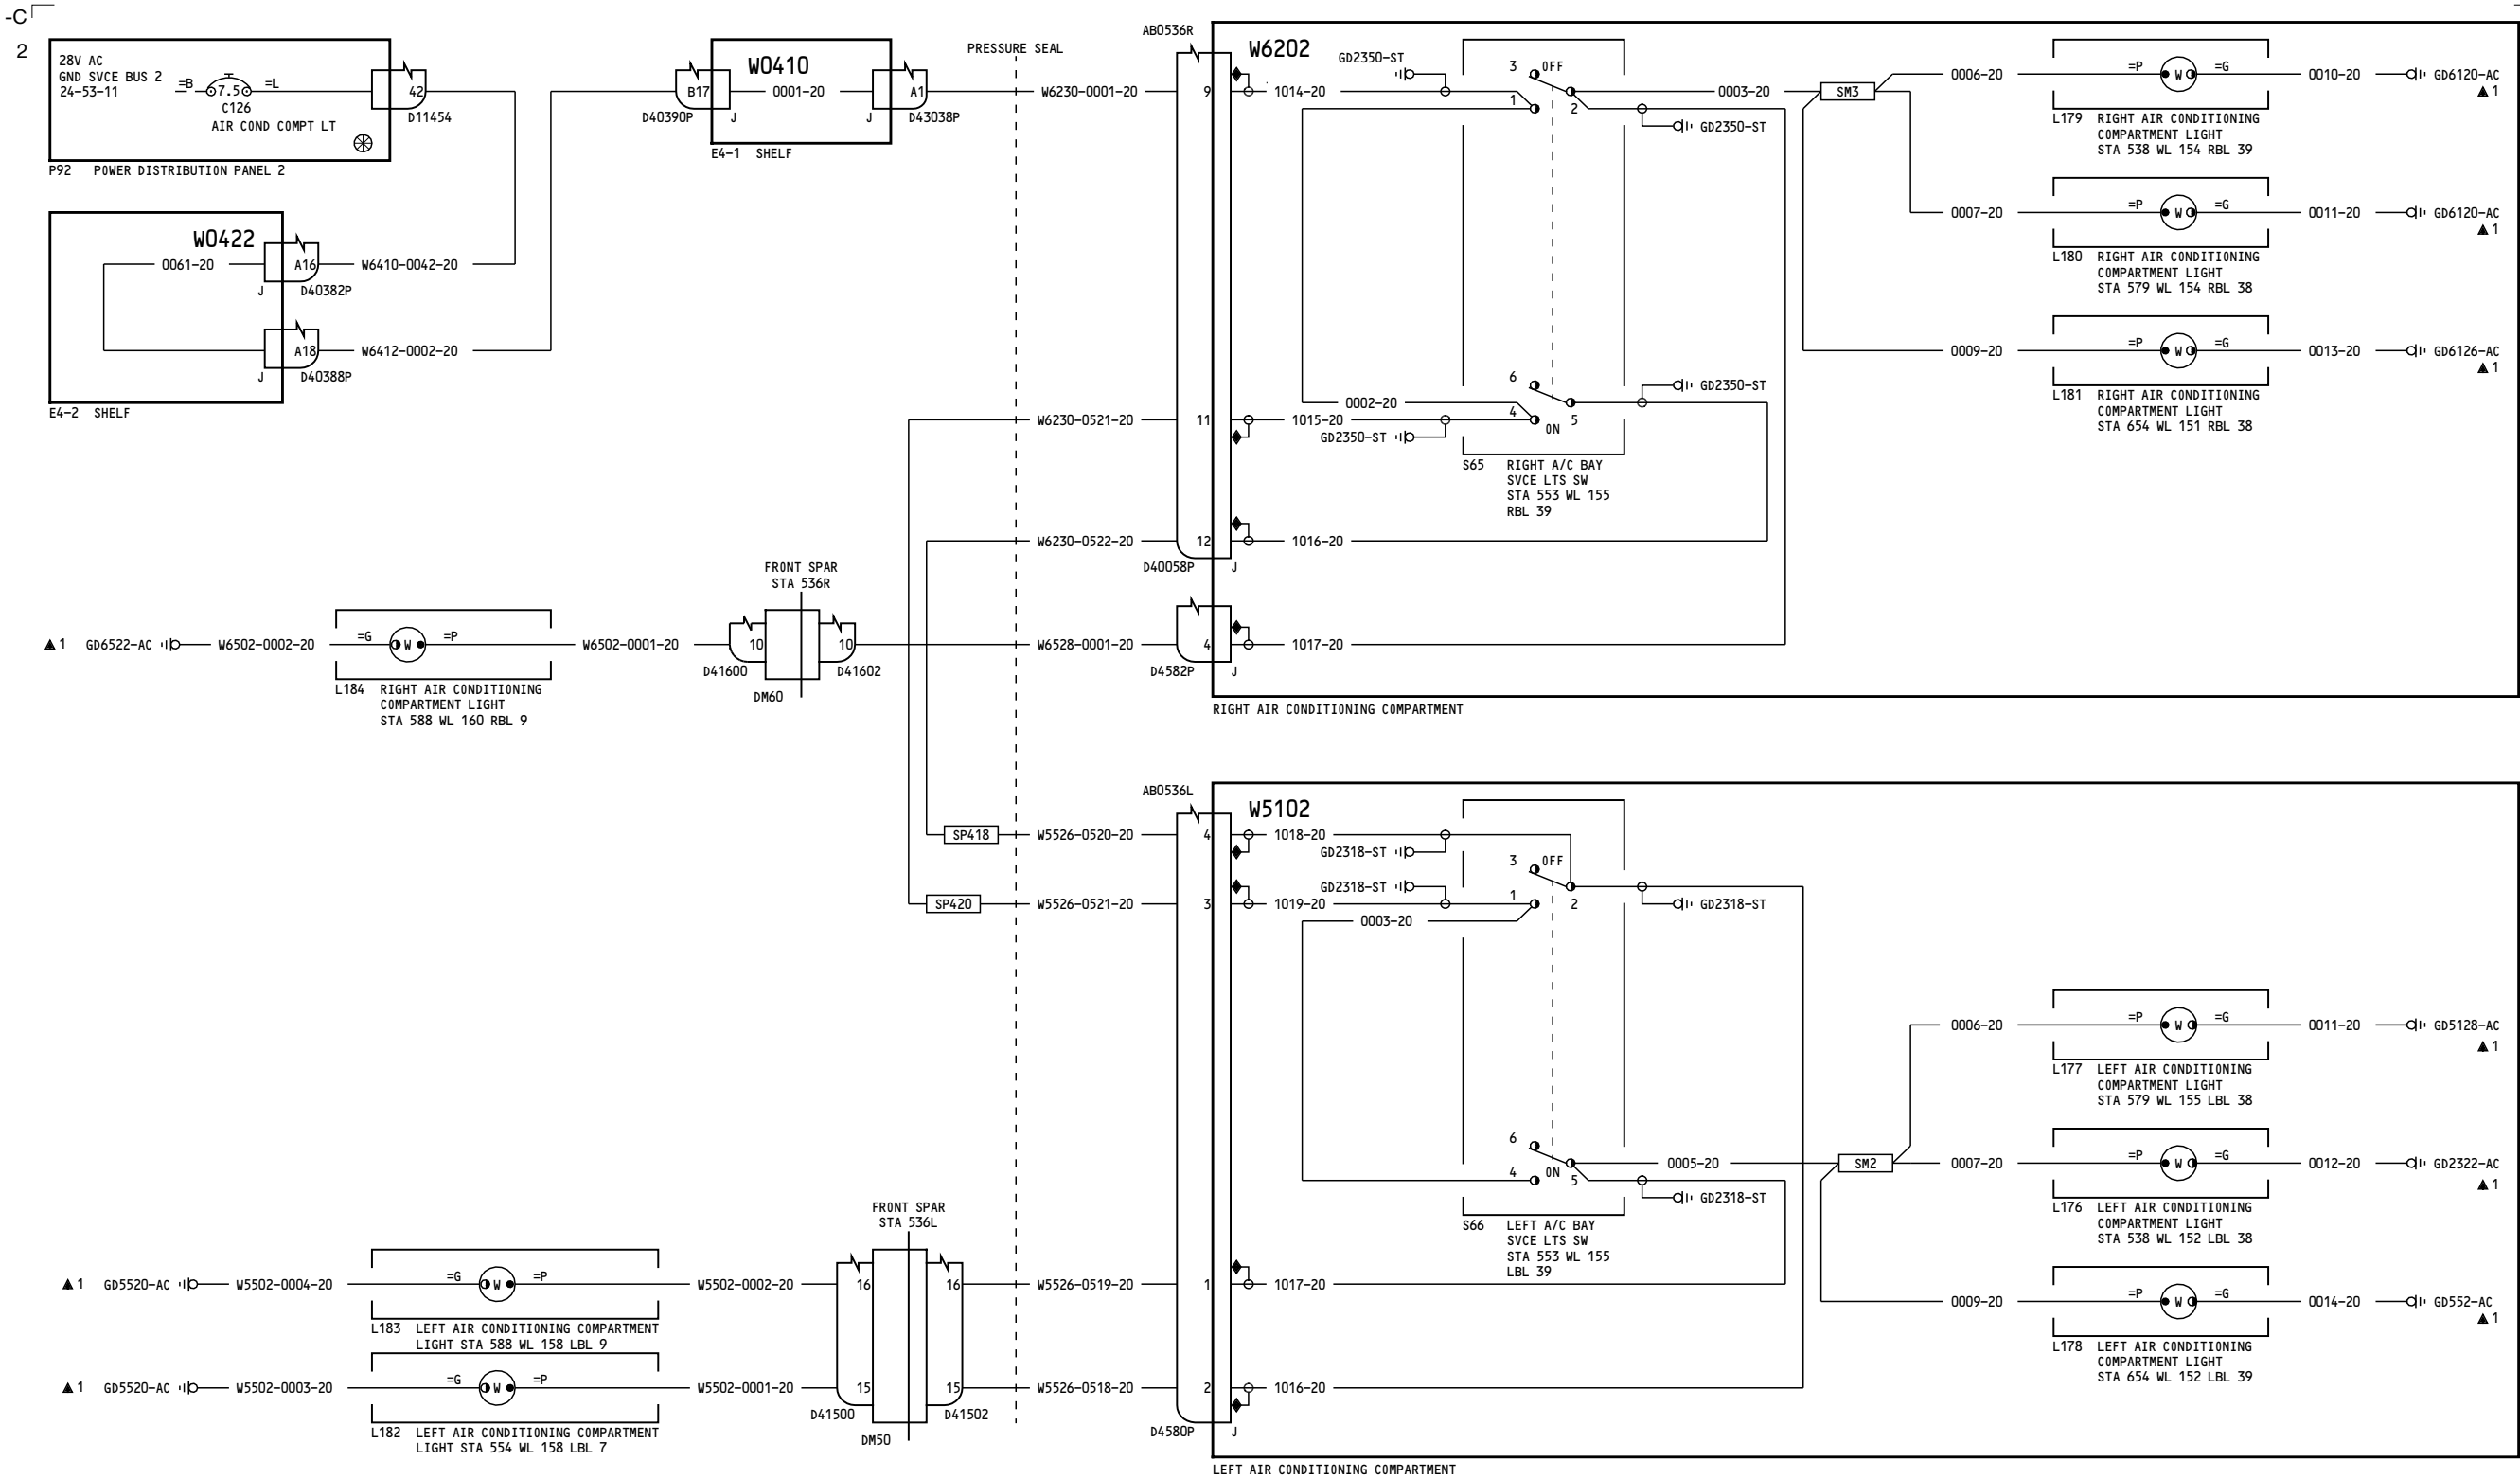 -C
2
28V AC
GND SVCE BUS 2
24-53-11
=B
7.5
=L
C126
AIR COND COMPT LT
42
D11454
P92 POWER DISTRIBUTION PANEL 2
W0422
0061-20
A16
W6410-0042-20
J
D40382P
A18
W6412-0002-20
J
D40388P
E4-2 SHELF
W0410
B17
0001-20
A1
D40390P
J
J
D43038P
E4-1 SHELF
PRESSURE SEAL
W6230-0001-20
W6230-0521-20
W6230-0522-20
FRONT SPAR
STA 536R
1
GD6522-AC
W6502-0002-20
=G
W
=P
W6502-0001-20
10
10
W6528-0001-20
D41600
D41602
DM60
L184 RIGHT AIR CONDITIONING
COMPARTMENT LIGHT
STA 588 WL 160 RBL 9
AB0536R
W6202
9
1014-20
GD2350-ST
3
OFF
1
2
0003-20
GD2350-ST
SM3
0002-20
11
1015-20
GD2350-ST
6
4
ON
5
GD2350-ST
S65 RIGHT A/C BAY
SVCE LTS SW
STA 553 WL 155
RBL 39
12
1016-20
D40058P
J
4
1017-20
D4582P
J
RIGHT AIR CONDITIONING COMPARTMENT
0006-20
=P
W
=G
0010-20
GD6120-AC
1
L179 RIGHT AIR CONDITIONING
COMPARTMENT LIGHT
STA 538 WL 154 RBL 39
0007-20
=P
W
=G
0011-20
GD6120-AC
1
L180 RIGHT AIR CONDITIONING
COMPARTMENT LIGHT
STA 579 WL 154 RBL 38
0009-20
=P
W
=G
0013-20
GD6126-AC
1
L181 RIGHT AIR CONDITIONING
COMPARTMENT LIGHT
STA 654 WL 151 RBL 38
SP418
W5526-0520-20
SP420
W5526-0521-20
AB0536L
W5102
4
1018-20
GD2318-ST
GD2318-ST
3
1019-20
0003-20
3
OFF
1
2
GD2318-ST
6
4
ON
5
0005-20
GD2318-ST
SM2
S66 LEFT A/C BAY
SVCE LTS SW
STA 553 WL 155
LBL 39
1
1017-20
2
1016-20
D4580P
J
LEFT AIR CONDITIONING COMPARTMENT
0006-20
=P
W
=G
0011-20
GD5128-AC
1
L177 LEFT AIR CONDITIONING
COMPARTMENT LIGHT
STA 579 WL 155 LBL 38
0007-20
=P
W
=G
0012-20
GD2322-AC
1
L176 LEFT AIR CONDITIONING
COMPARTMENT LIGHT
STA 538 WL 152 LBL 38
0009-20
=P
W
=G
0014-20
GD552-AC
1
L178 LEFT AIR CONDITIONING
COMPARTMENT LIGHT
STA 654 WL 152 LBL 39
FRONT SPAR
STA 536L
1
GD5520-AC
W5502-0004-20
=G
W
=P
W5502-0002-20
16
16
W5526-0519-20
L183 LEFT AIR CONDITIONING COMPARTMENT
LIGHT STA 588 WL 158 LBL 9
1
GD5520-AC
W5502-0003-20
=G
W
=P
W5502-0001-20
15
15
W5526-0518-20
D41500
D41502
DM50
L182 LEFT AIR CONDITIONING COMPARTMENT
LIGHT STA 554 WL 158 LBL 7